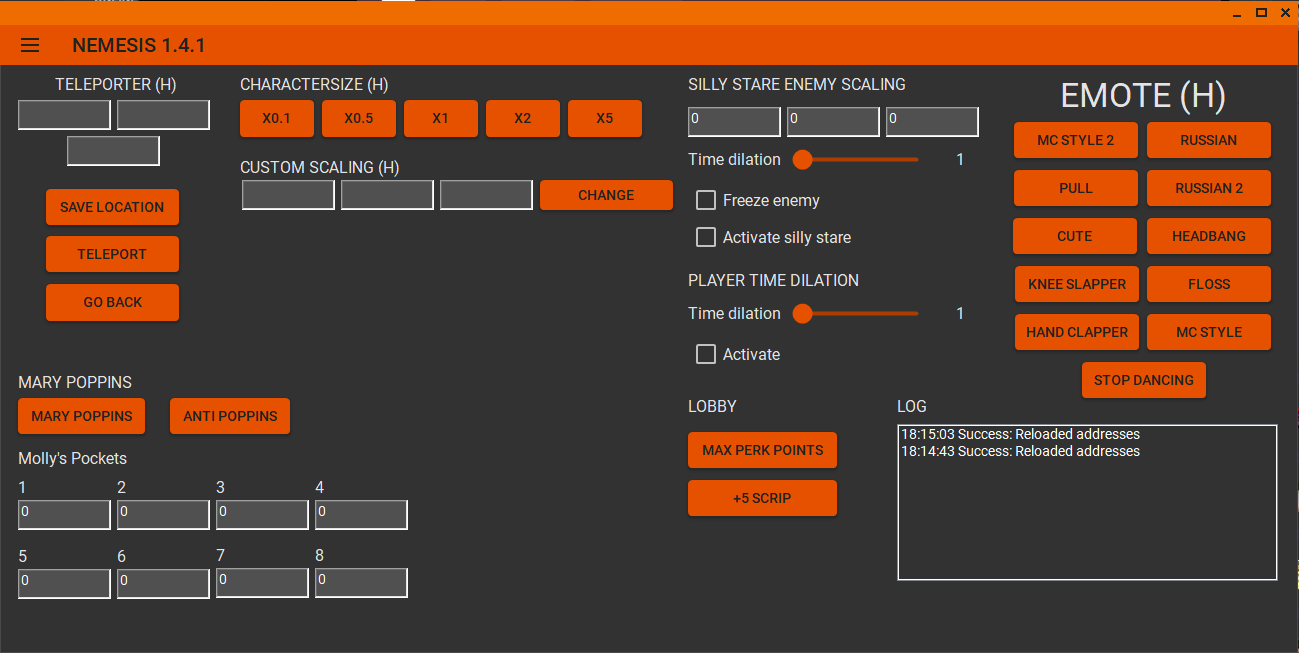 NEMESIS 1.4.1
TELEPORTER (H)
SAVE LOCATION
TELEPORT
GO BACK
CHARACTERSIZE (H)
X0.1 X0.5 X1 X2 X5
CUSTOM SCALING (H)
CHANGE
MARY POPPINS
MARY POPPINS ANTI POPPINS
Molly's Pockets
1 2 3 4
0 0 0 0
5 6 7 8
0 0 0 0
SILLY STARE ENEMY SCALING
0 0 0
Time dilation 1
Freeze enemy
Activate silly stare
PLAYER TIME DILATION
Time dilation 1
Activate
LOBBY
MAX PERK POINTS
+5 SCRIP
EMOTE (H)
MC STYLE 2 RUSSIAN
PULL RUSSIAN 2
CUTE HEADBANG
KNEE SLAPPER FLOSS
HAND CLAPPER MC STYLE
STOP DANCING
LOG
18:15:03 Success: Reloaded addresses
18:14:43 Success: Reloaded addresses